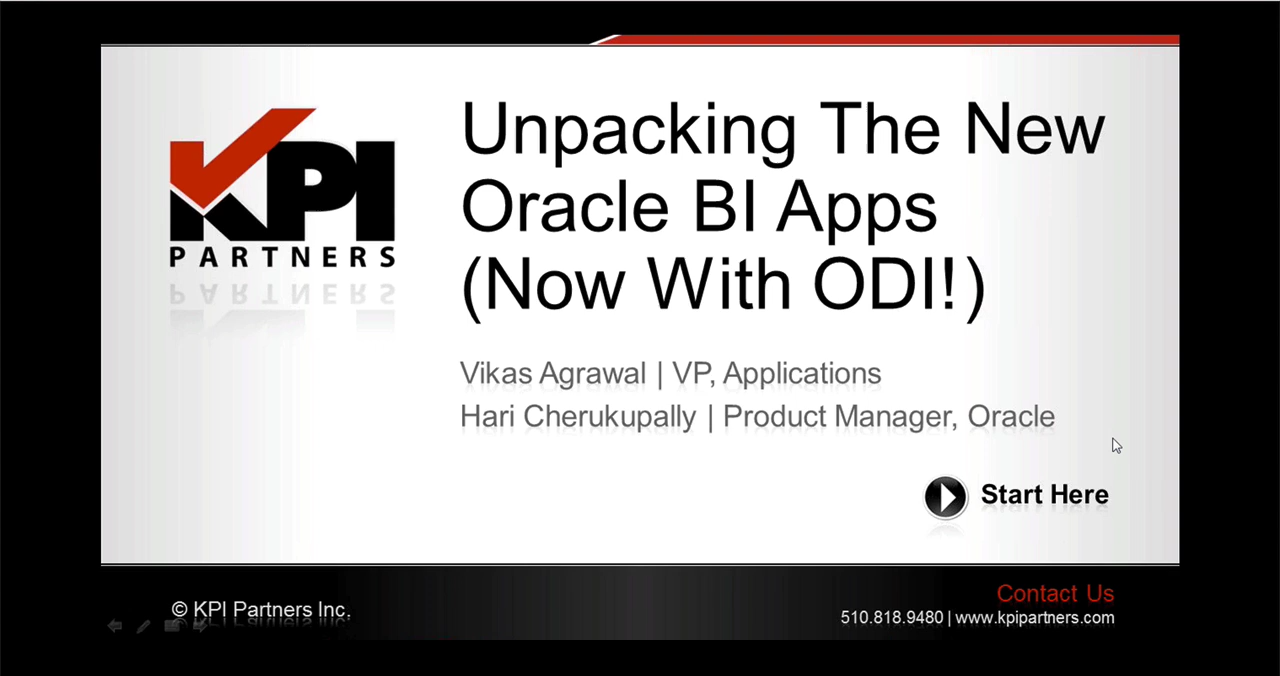 KPI
PARTNERS
Unpacking The New
Oracle BI Apps
(Now With ODI!)
Vikas Agrawal | VP, Applications
Hari Cherukupally | Product Manager, Oracle
Start Here
© KPI Partners Inc.
Contact Us
510.818.9480 | www.kpipartners.com